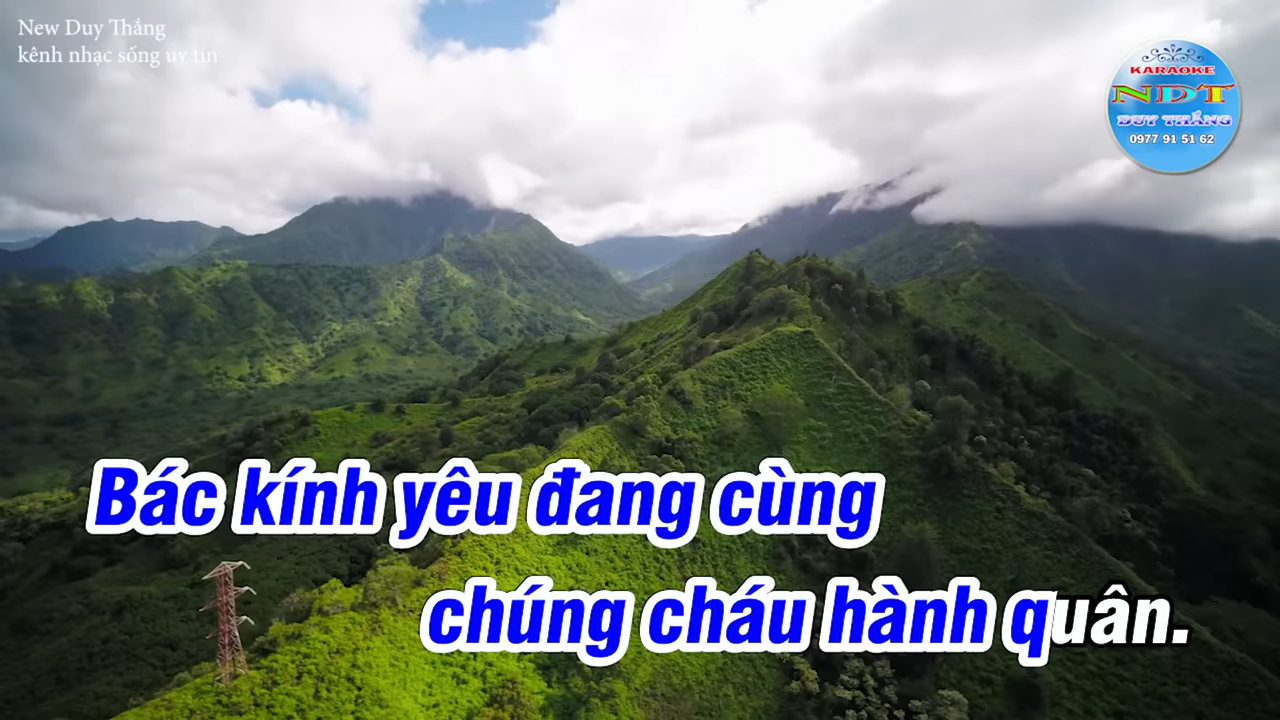 New Duy Thắng
kênh nhạc sống uy tín
KARAOKE
NDT
DUY THẮNG
0977 91 51 62
Bác kính yêu đang cùng
chúng cháu hành quân.